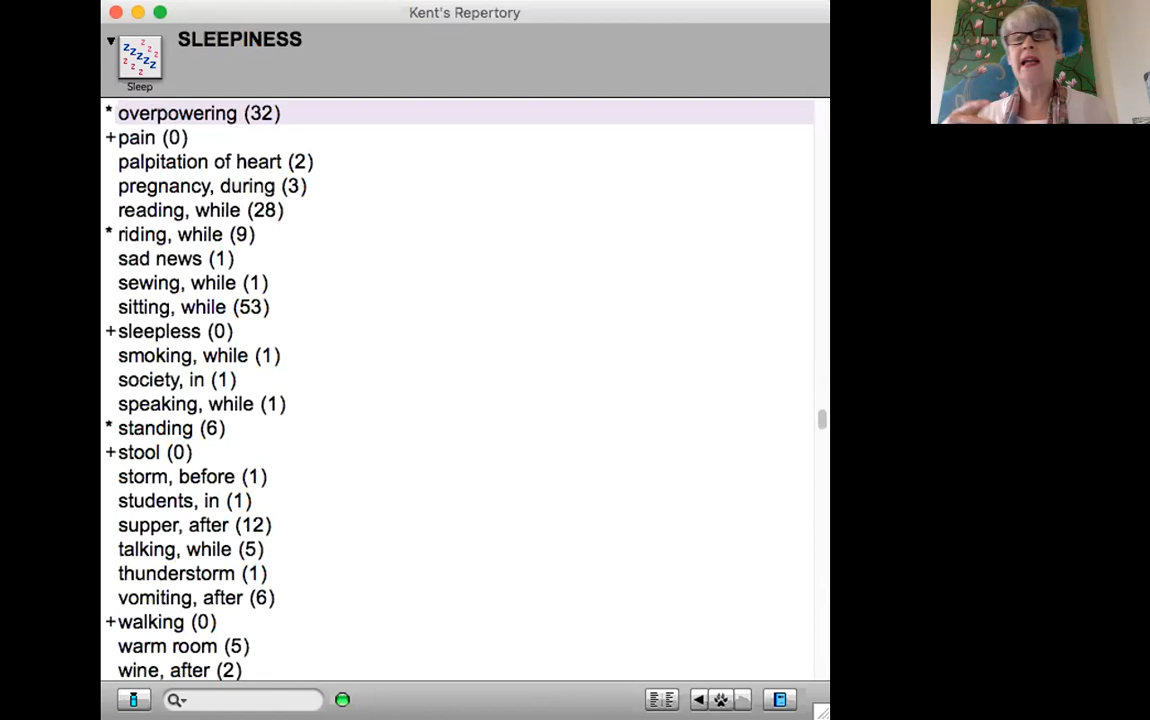 Kent's Repertory
SLEEPINESS
Sleep
* overpowering (32)
+pain (0)
palpitation of heart (2)
pregnancy, during (3)
reading, while (28)
* riding, while (9)
sad news (1)
sewing, while (1)
sitting, while (53)
+sleepless (0)
smoking, while (1)
society, in (1)
speaking, while (1)
* standing (6)
+stool (0)
storm, before (1)
students, in (1)
supper, after (12)
talking, while (5)
thunderstorm (1)
vomiting, after (6)
+walking (0)
warm room (5)
wine, after (2)